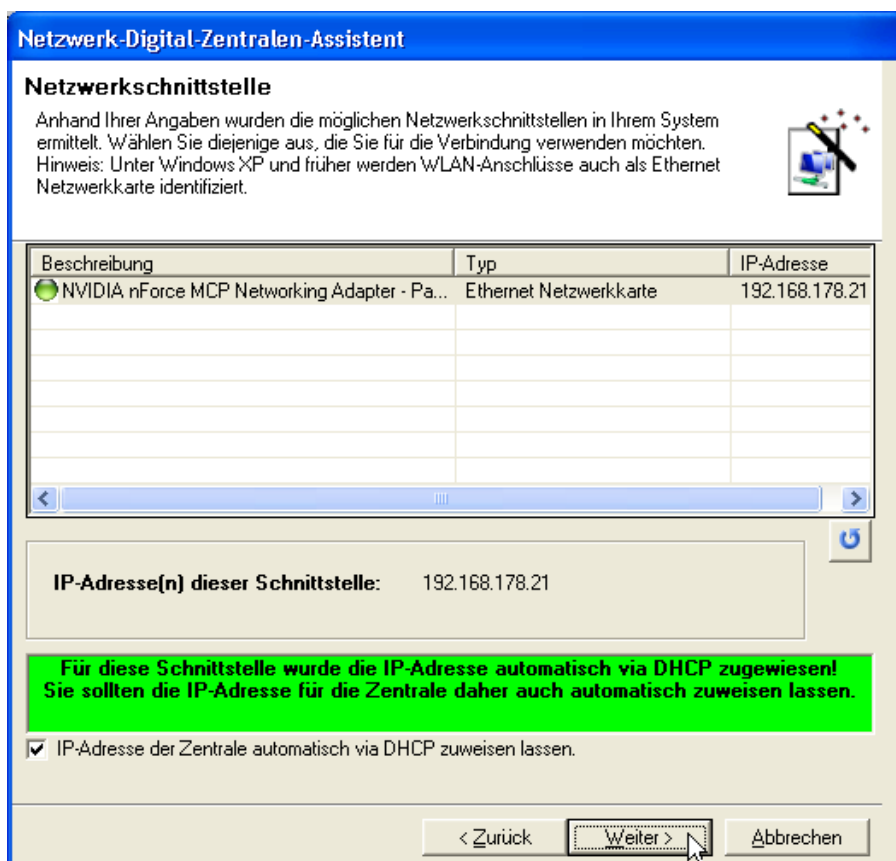 Netzwerk-Digital-Zentralen-Assistent
Netzwerkschnittstelle
Anhand Ihrer Angaben wurden die möglichen Netzwerkschnittstellen in Ihrem System
ermittelt. Wählen Sie diejenige aus, die Sie für die Verbindung verwenden möchten.
Hinweis: Unter Windows XP und früher werden WLAN-Anschlüsse auch als Ethernet
Netzwerkkarte identifiziert.
Beschreibung Typ IP-Adresse
NVIDIA nForce MCP Networking Adapter - Pa... Ethernet Netzwerkkarte 192.168.178.21
IP-Adresse(n) dieser Schnittstelle: 192.168.178.21
Für diese Schnittstelle wurde die IP-Adresse automatisch via DHCP zugewiesen!
Sie sollten die IP-Adresse für die Zentrale daher auch automatisch zuweisen lassen.
IP-Adresse der Zentrale automatisch via DHCP zuweisen lassen.
< Zurück Weiter > Abbrechen